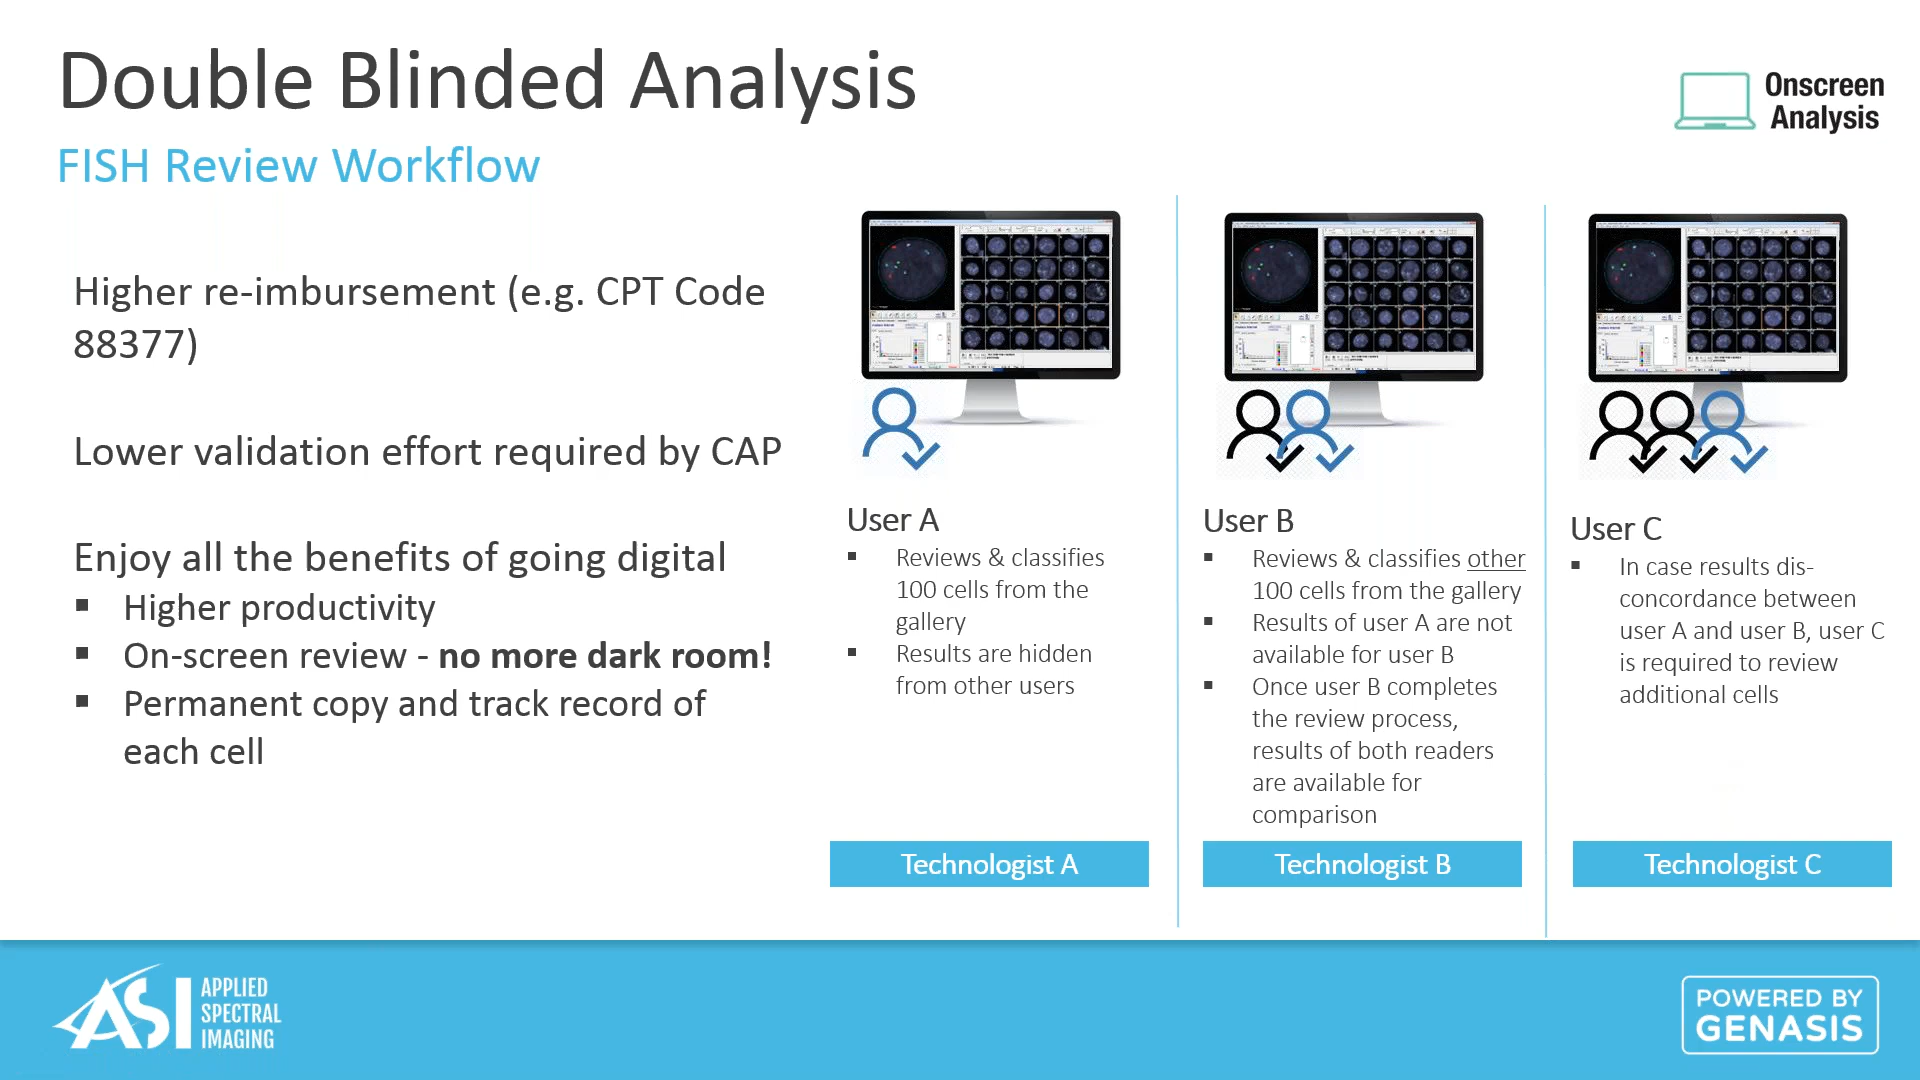 Double Blinded Analysis
FISH Review Workflow
Onscreen
Analysis
Higher re-imbursement (e.g. CPT Code
88377)
Lower validation effort required by CAP
Enjoy all the benefits of going digital
▪ Higher productivity
▪ On-screen review - no more dark room!
▪ Permanent copy and track record of
each cell
User A
▪ Reviews & classifies
100 cells from the
gallery
▪ Results are hidden
from other users
Technologist A
User B
▪ Reviews & classifies other
100 cells from the gallery
▪ Results of user A are not
available for user B
▪ Once user B completes
the review process,
results of both readers
are available for
comparison
Technologist B
User C
▪ In case results dis-
concordance between
user A and user B, user C
is required to review
additional cells
Technologist C
ASI
APPLIED
SPECTRAL
IMAGING
POWERED BY
GENASIS